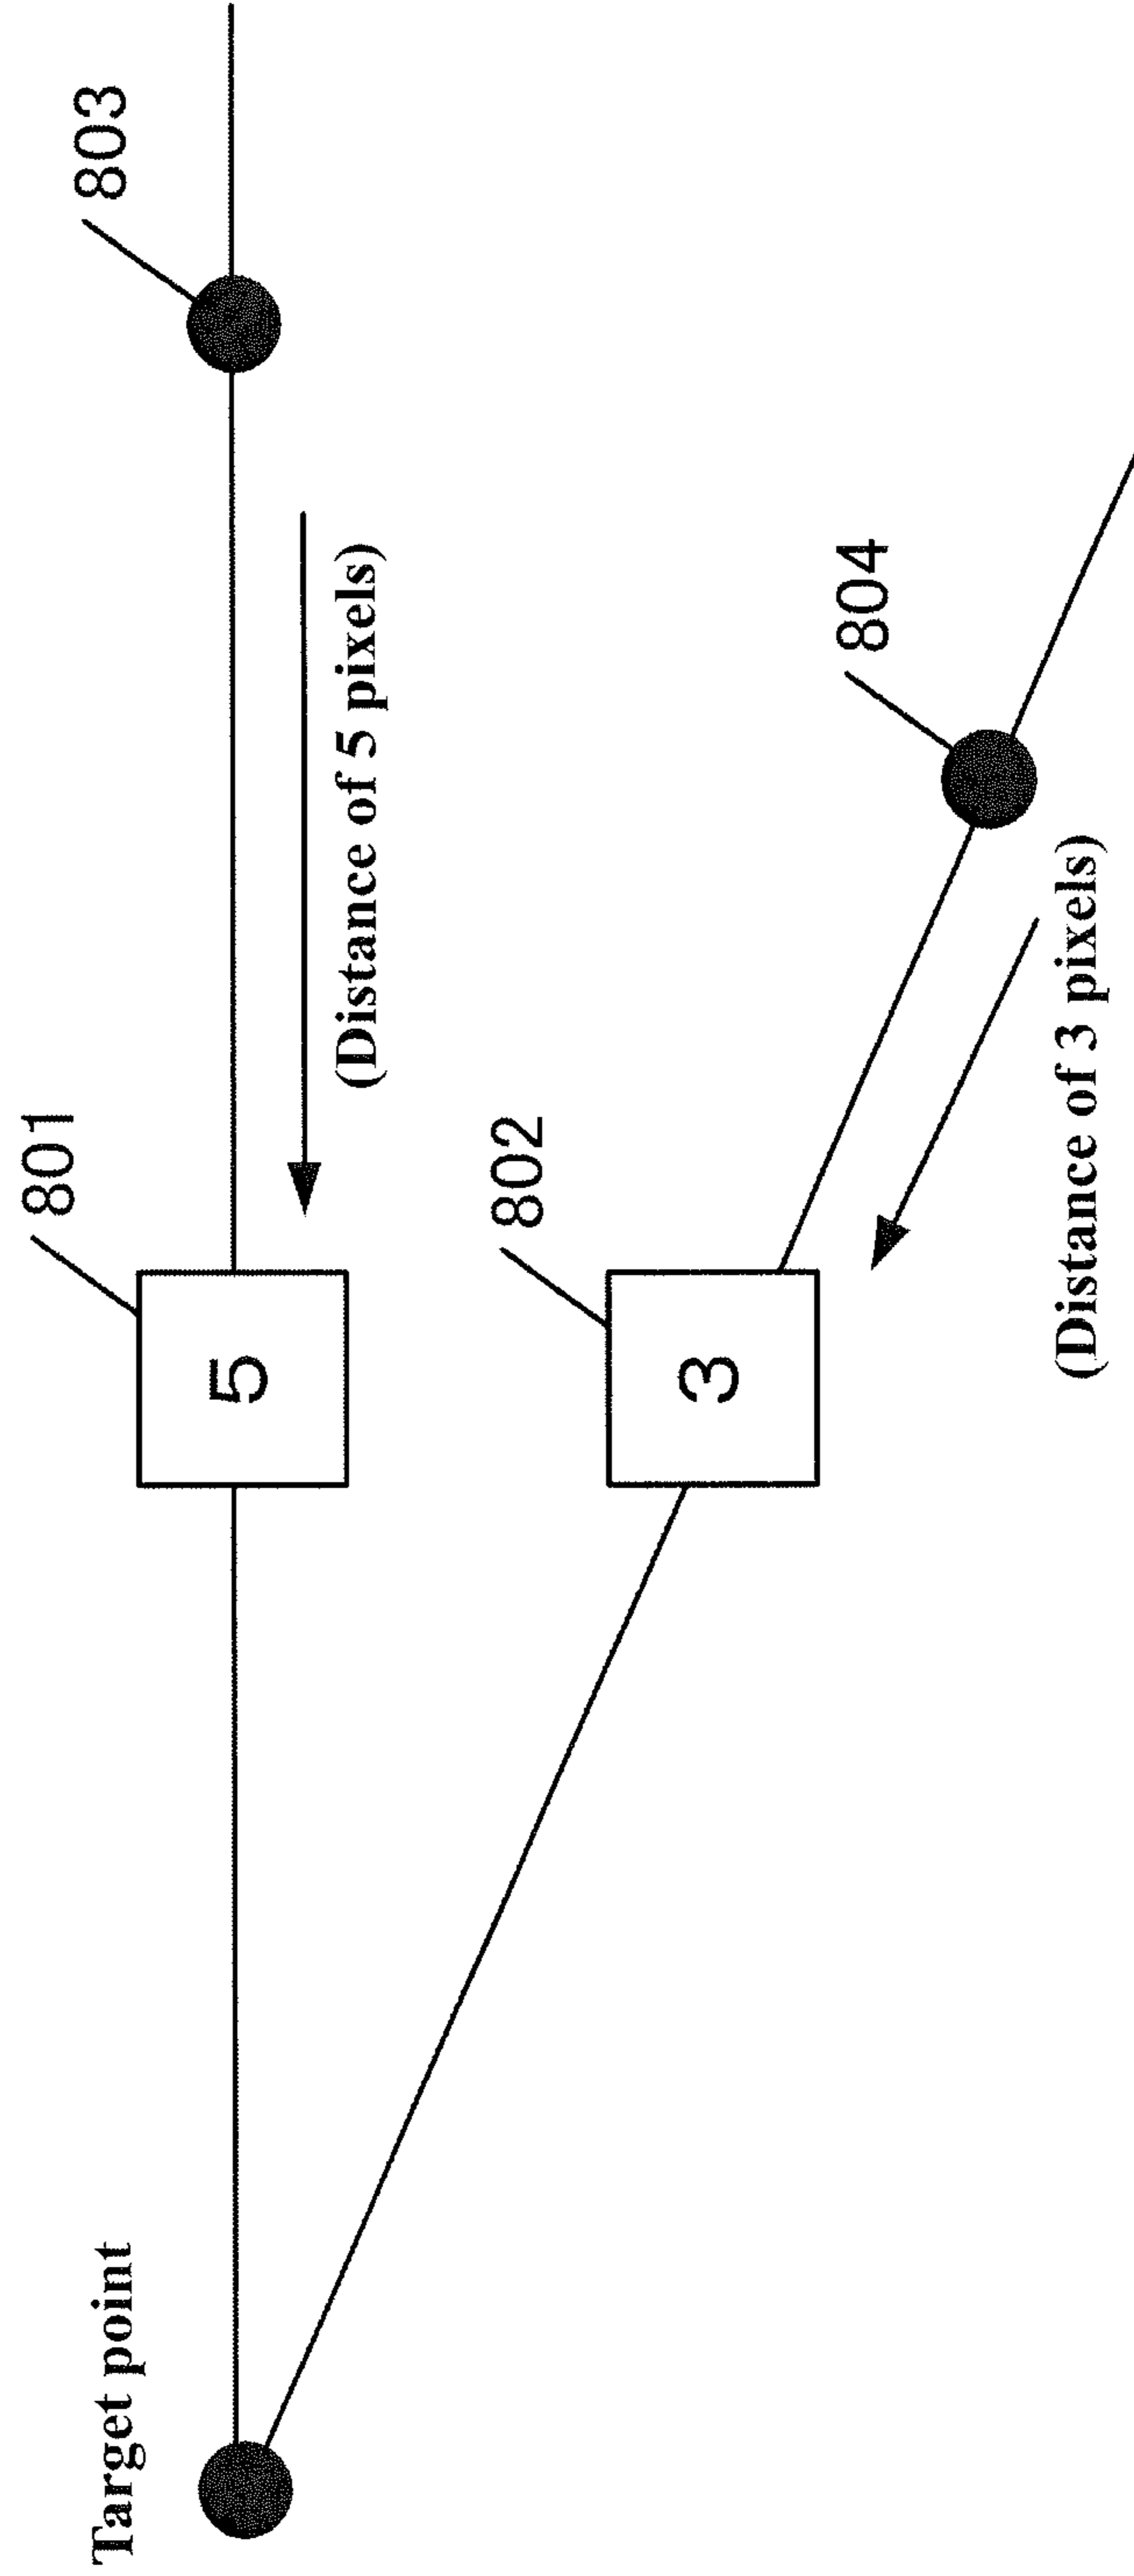 801
Target point
803
5
(Distance of 5 pixels)
802
3
804
(Distance of 3 pixels)